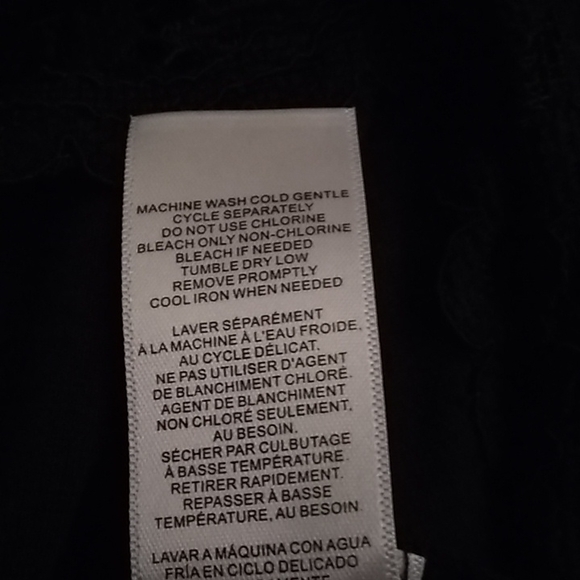 MACHINE WASH COLD GENTLE
CYCLE SEPARATELY
DO NOT USE CHLORINE
BLEACH ONLY NON-CHLORINE
BLEACH IF NEEDED
TUMBLE DRY LOW
REMOVE PROMPTLY
COOL IRON WHEN NEEDED
LAVER SÉPARÉMENT
À LA MACHINE À L'EAU FROIDE,
AU CYCLE DÉLICAT.
NE PAS UTILISER D'AGENT
DE BLANCHIMENT CHLORÉ.
AGENT DE BLANCHIMENT
NON CHLORÉ SEULEMENT,
AU BESOIN.
SÉCHER PAR CULBUTAGE
À BASSE TEMPÉRATURE.
RETIRER RAPIDEMENT.
REPASSER À BASSE
TEMPÉRATURE, AU BESOIN
LAVAR A MÁQUINA CON AGUA
FRÍA EN CICLO DELICADO